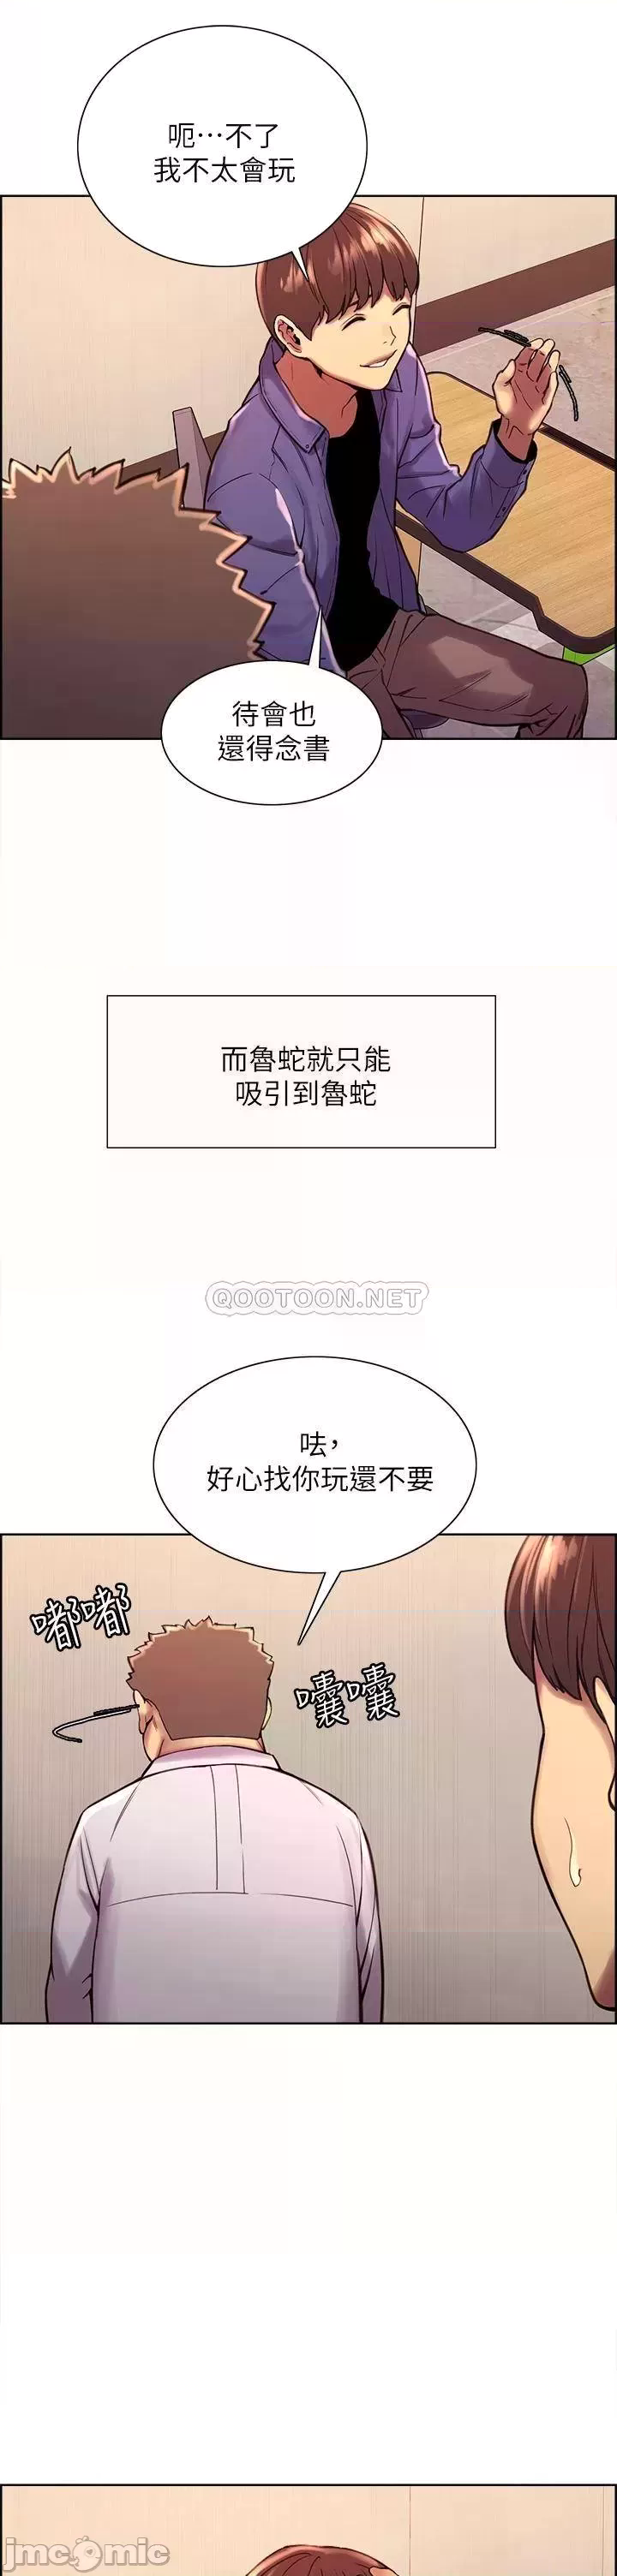 呃…不了
我不太會玩
待會也
還得念書
而魯蛇就只能
吸引到魯蛇
QOOTOON.NET
呿，
好心找你玩還不要
嘟嘟
囔囔
jmcomic